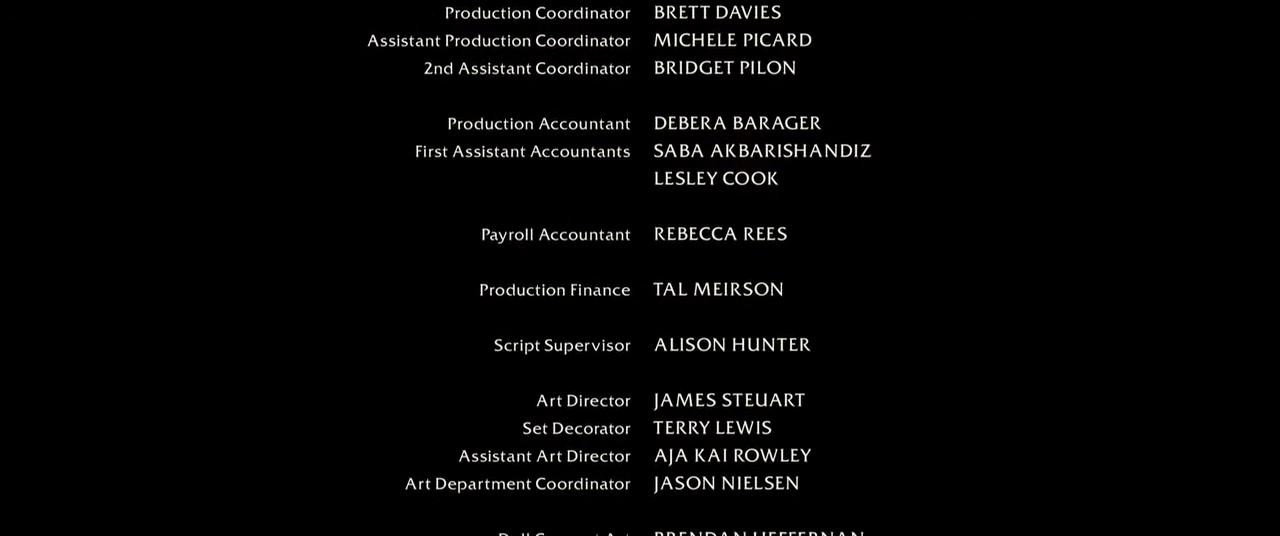 Production Coordinator BRETT DAVIES
Assistant Production Coordinator MICHELE PICARD
2nd Assistant Coordinator BRIDGET PILON
Production Accountant DEBERA BARAGER
First Assistant Accountants SABA AKBARISHANDIZ
LESLEY COOK
Payroll Accountant REBECCA REES
Production Finance TAL MEIRSON
Script Supervisor ALISON HUNTER
Art Director JAMES STEUART
Set Decorator TERRY LEWIS
Assistant Art Director AJA KAI ROWLEY
Art Department Coordinator JASON NIELSEN
BRENDAN HEFFERNAN